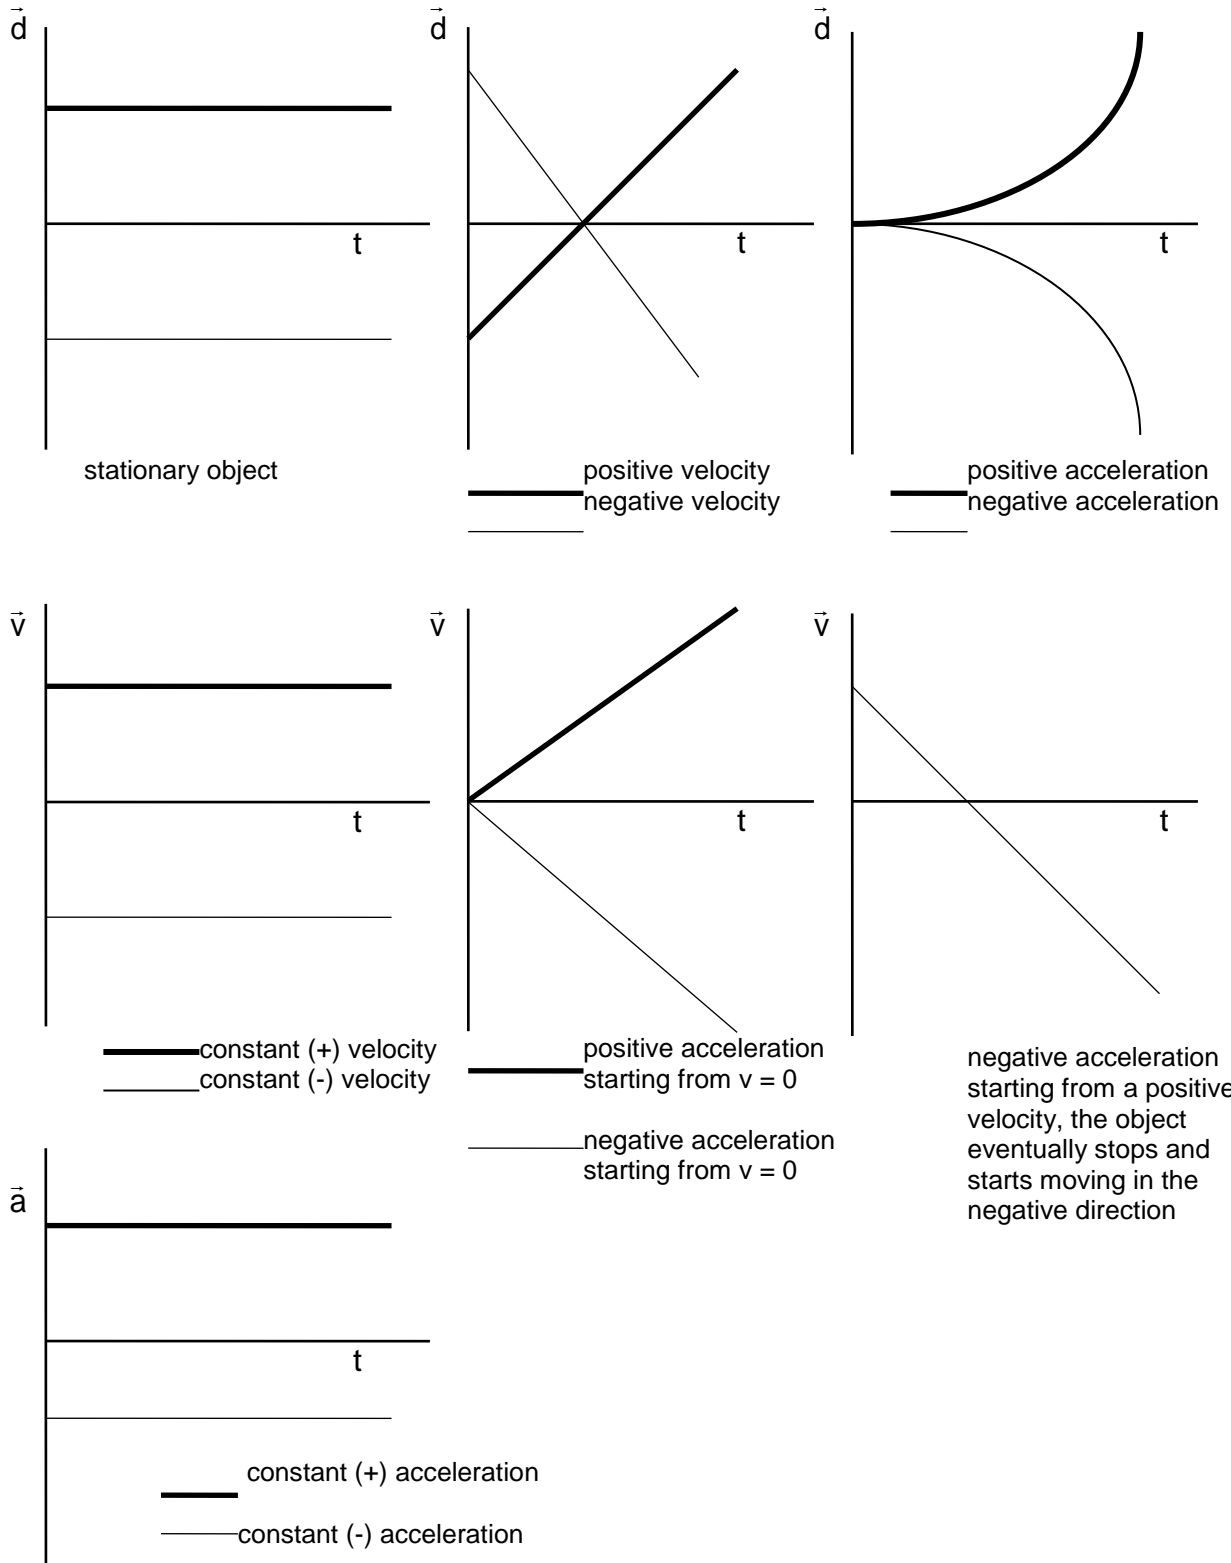 d⃗
d⃗
d⃗
t
t
t
stationary object
positive velocity
negative velocity
positive acceleration
negative acceleration
v⃗
v⃗
v⃗
t
t
t
constant (+) velocity
constant (-) velocity
positive acceleration
starting from v = 0
negative acceleration
starting from v = 0
negative acceleration
starting from a positive
velocity, the object
eventually stops and
starts moving in the
negative direction
a⃗
t
constant (+) acceleration
constant (-) acceleration